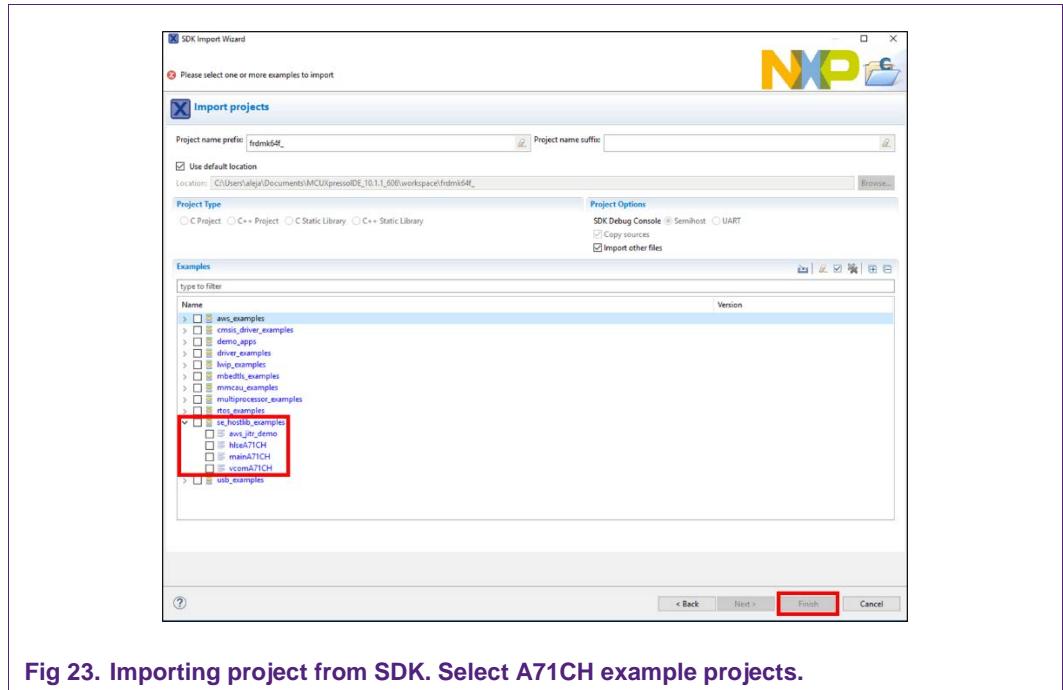 SDK Import Wizard
Please select one or more examples to import
NXP
Import projects
Project name prefix: frdmk64f_ Project name suffix:
Use default location
Location: C:\Users\aleja\Documents\MCUXpressoIDE_10.1.1_606\workspace\frdmk64f_ Browse...
Project Type Project Options
C Project C++ Project C Static Library C++ Static Library SDK Debug Console Semihost UART
Copy sources
Import other files
Examples
type to filter
Name Version
aws_examples
cmsis_driver_examples
demo_apps
driver_examples
lwip_examples
mbedtls_examples
mmcau_examples
multiprocessor_examples
rtos_examples
se_hostlib_examples
aws_jitr_demo
hlseA71CH
mainA71CH
vcomA71CH
usb_examples
< Back Next > Finish Cancel
Fig 23. Importing project from SDK. Select A71CH example projects.